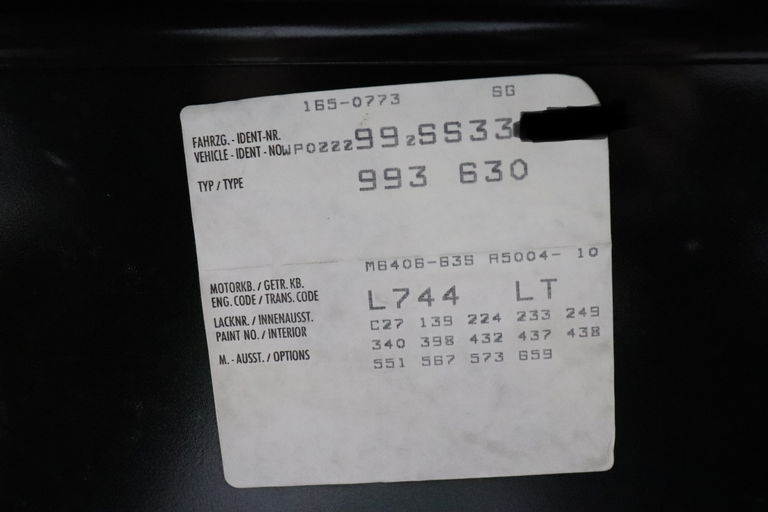 165-0773 SG
FAHRZG.-IDENT-NR.
VEHICLE-IDENT-NO WP0ZZZ99ZSS33
TYP / TYPE 993 630
M6406-63S A5004- 10
MOTORKB. / GETR. KB.
ENG. CODE / TRANS. CODE L744 LT
LACKNR. / INNENAUSST.
PAINT NO. / INTERIOR C27 139 224 233 249
340 398 432 437 438
M.-AUSST. / OPTIONS 551 567 573 659